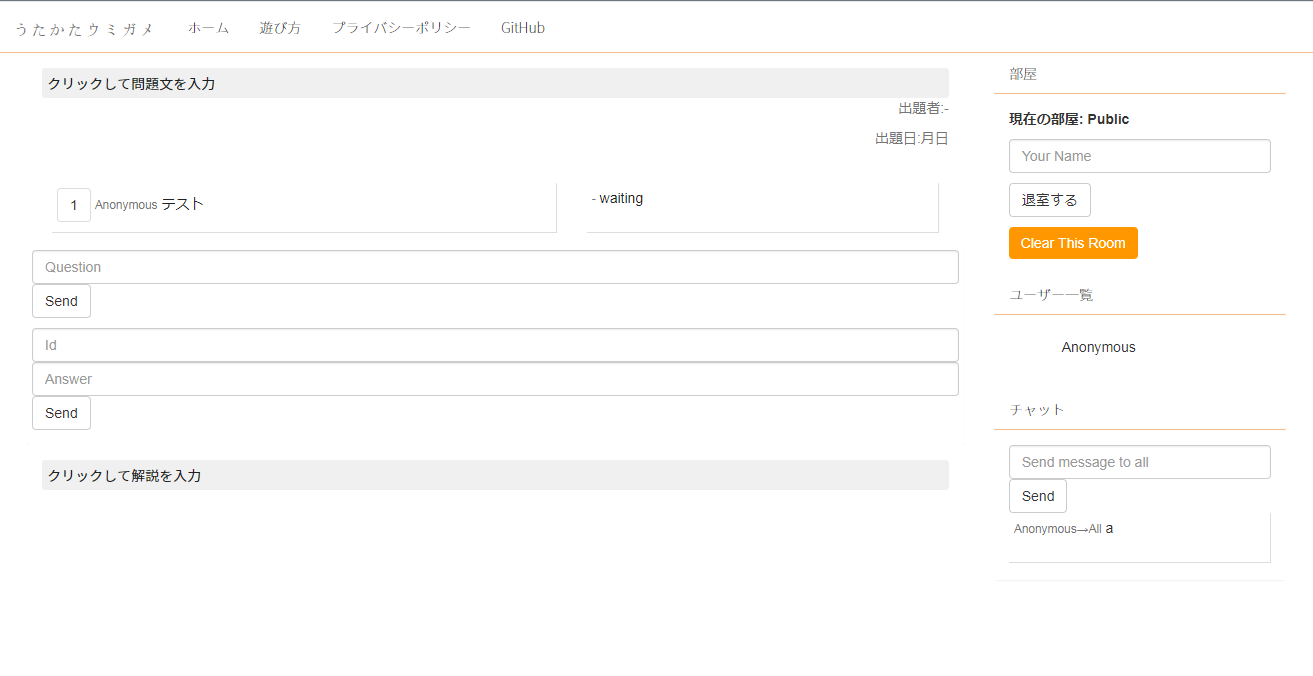 うたかたウミガメ ホーム 遊び方 プライバシーポリシー GitHub
クリックして問題文を入力
出題者:-
出題日:月日
1 Anonymous テスト
- waiting
Question
Send
Id
Answer
Send
クリックして解説を入力
部屋
現在の部屋: Public
Your Name
退室する
Clear This Room
ユーザー一覧
Anonymous
チャット
Send message to all
Send
Anonymous→All a